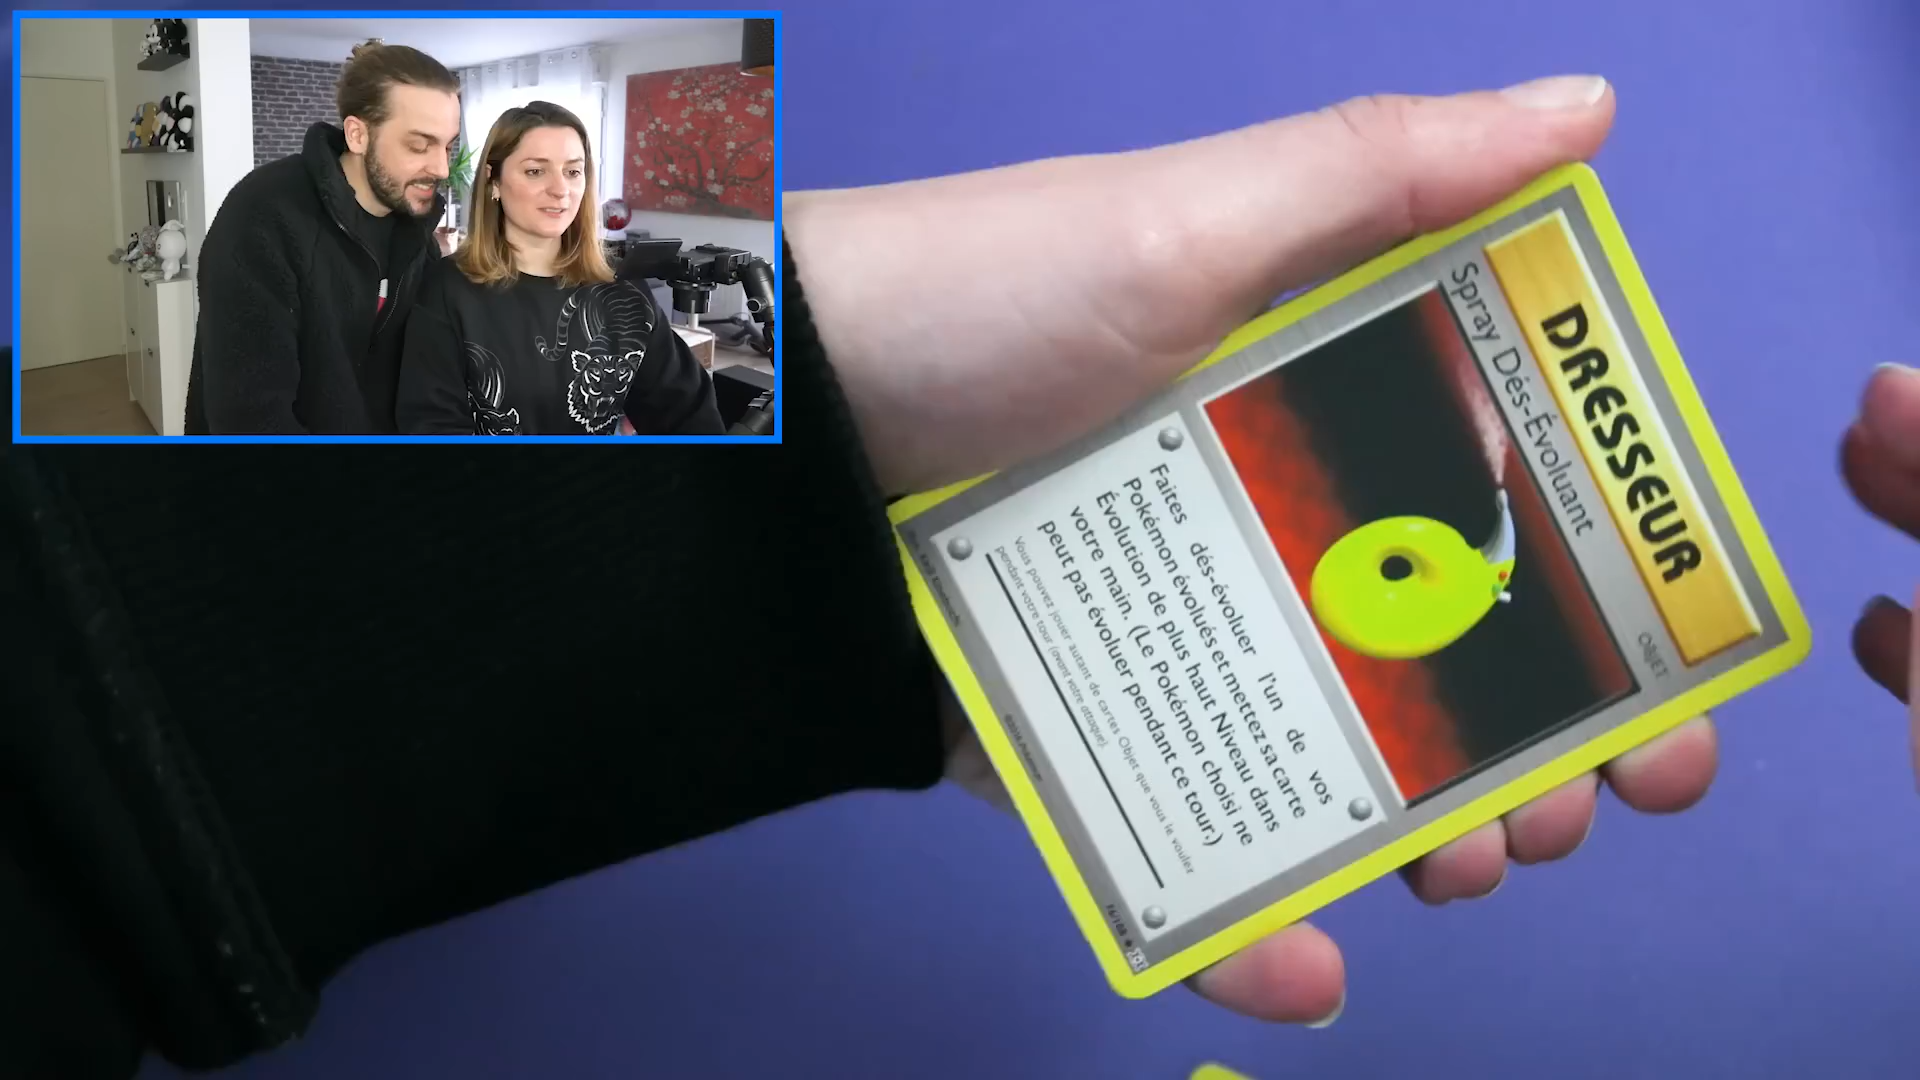 DRESSEUR
OBJET
Spray Dés-Évoluant
Faites dés-évoluer l'un de vos
Pokémon évolués et mettez sa carte
Évolution de plus haut Niveau dans
votre main. (Le Pokémon choisi ne
peut pas évoluer pendant ce tour.)
Vous pouvez jouer autant de cartes Objet que vous le voulez
pendant votre tour (avant votre attaque).